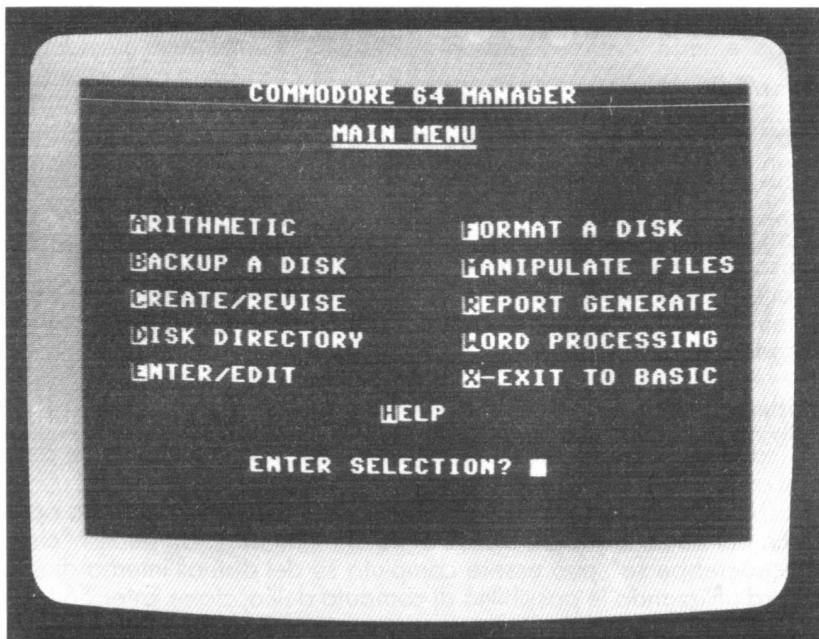 COMMODORE 64 MANAGER
MAIN MENU
ARITHMETIC
BACKUP A DISK
CREATE/REVISE
DISK DIRECTORY
ENTER/EDIT
FORMAT A DISK
MANIPULATE FILES
REPORT GENERATE
WORD PROCESSING
X-EXIT TO BASIC
HELP
ENTER SELECTION?